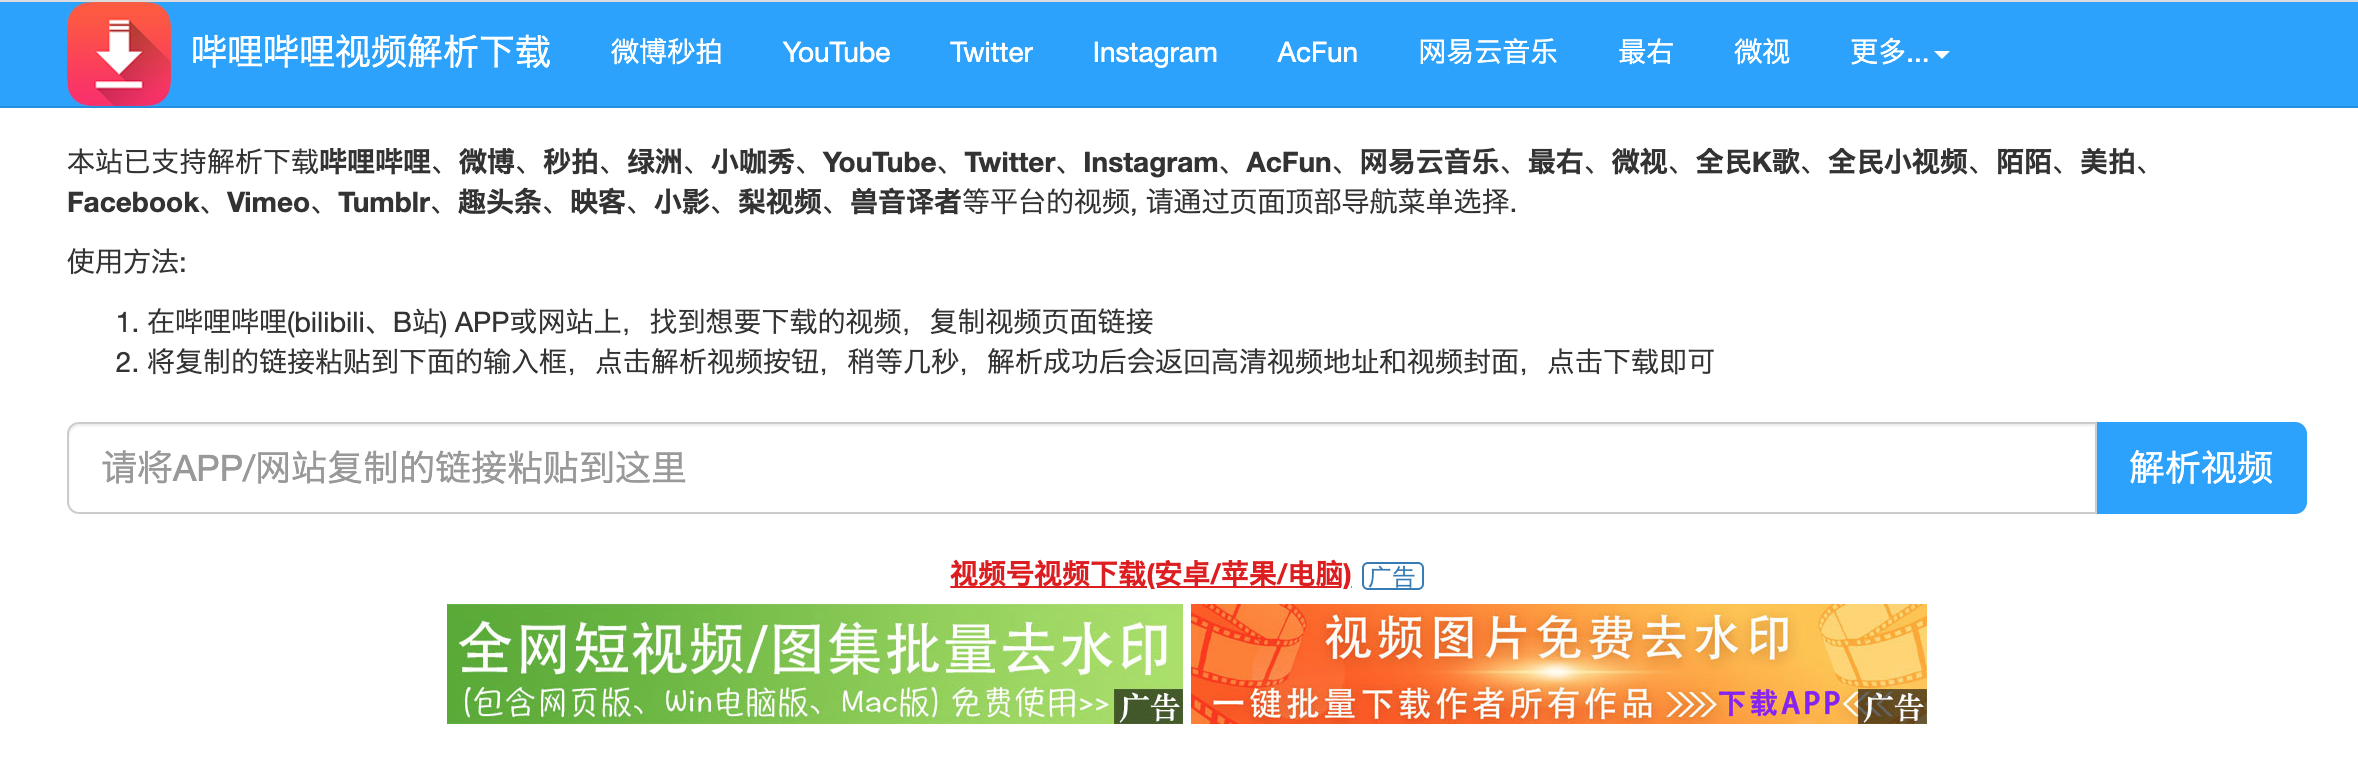 哔哩哔哩视频解析下载 微博秒拍 YouTube Twitter Instagram AcFun 网易云音乐 最右 微视 更多...
本站已支持解析下载哔哩哔哩、微博、秒拍、绿洲、小咖秀、YouTube、Twitter、Instagram、AcFun、网易云音乐、最右、微视、全民K歌、全民小视频、陌陌、美拍、
Facebook、Vimeo、Tumblr、趣头条、映客、小影、梨视频、兽音译者等平台的视频, 请通过页面顶部导航菜单选择.
使用方法:
1. 在哔哩哔哩(bilibili、B站) APP或网站上，找到想要下载的视频，复制视频页面链接
2. 将复制的链接粘贴到下面的输入框，点击解析视频按钮，稍等几秒，解析成功后会返回高清视频地址和视频封面，点击下载即可
请将APP/网站复制的链接粘贴到这里 解析视频
视频号视频下载(安卓/苹果/电脑) 广告
全网短视频/图集批量去水印
(包含网页版、Win电脑版、Mac版) 免费使用>> 广告
视频图片免费去水印
一键批量下载作者所有作品 》》下载APP《 广告